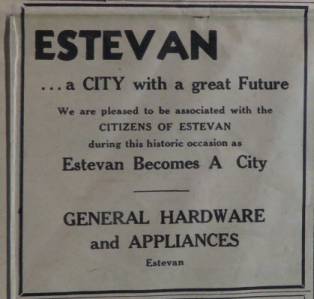 ESTEVAN
...a CITY with a great Future
We are pleased to be associated with the
CITIZENS OF ESTEVAN
during this historic occasion as
Estevan Becomes A City
GENERAL HARDWARE
and APPLIANCES
Estevan